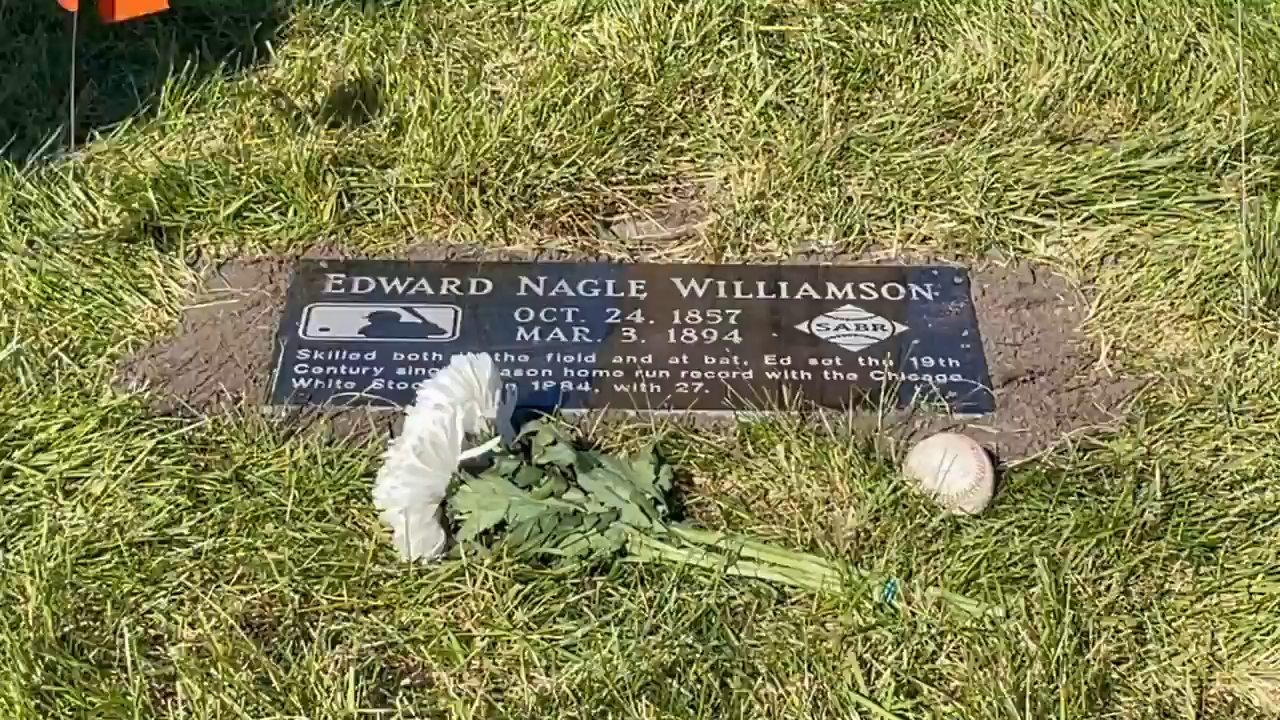 EDWARD NAGLE WILLIAMSON
OCT. 24. 1857
MAR. 3. 1894
SABR
Skilled both the field and at bat, Ed set the 19th
Century home run record with the Chicago
White 1884, with 27.